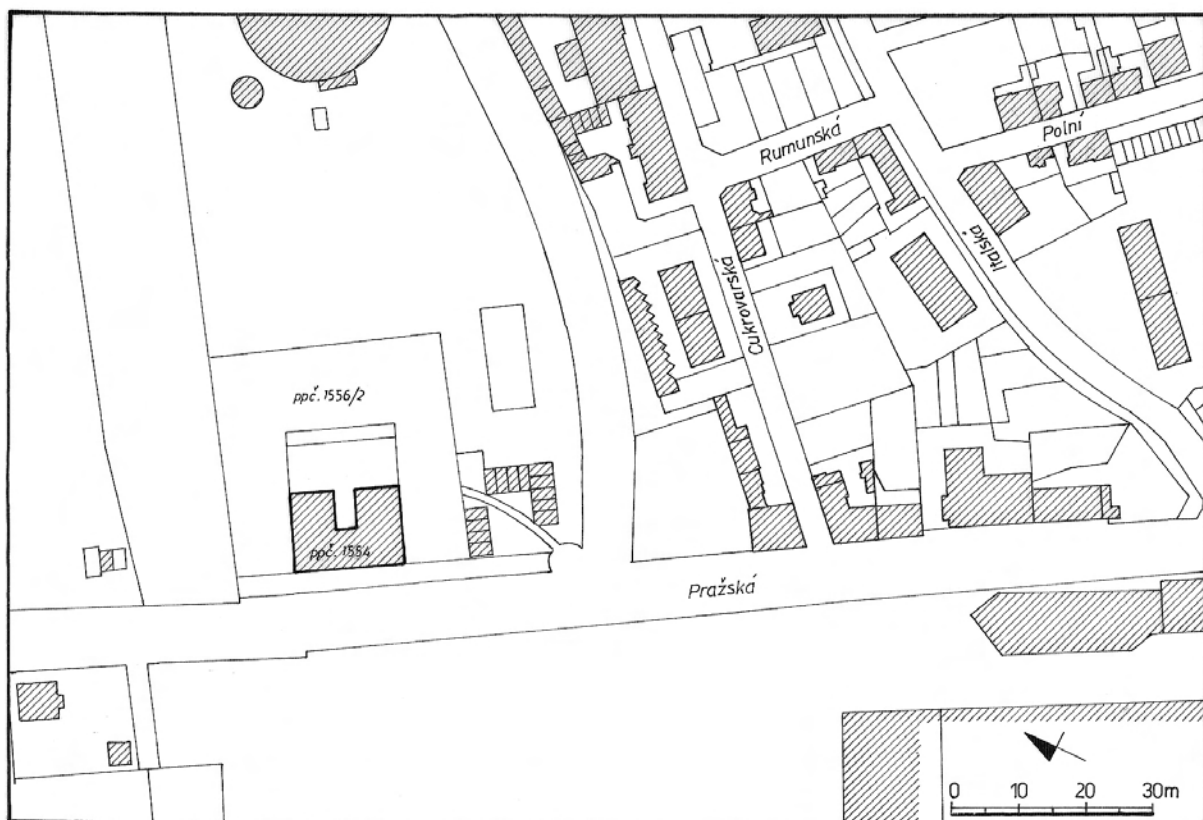 Rumunská
Polní
Italská
Cukrovarská
ppč. 1556/2
ppč. 1554
Pražská
0 10 20 30m